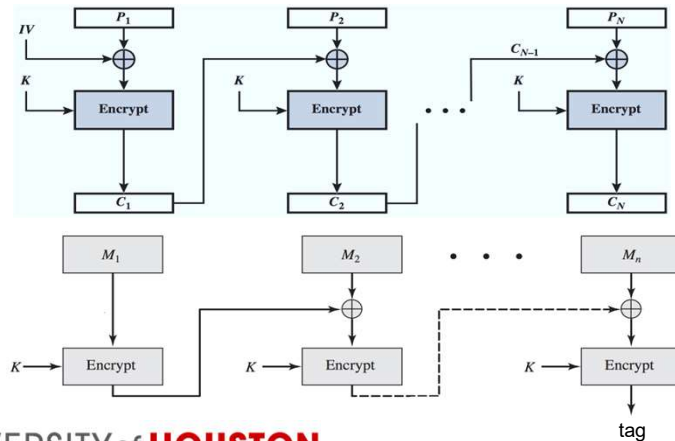 P1 P2 PN
IV
CN−1
K K K
Encrypt Encrypt Encrypt
• • •
C1 C2 CN
M1 M2 • • • Mn
K Encrypt K Encrypt K Encrypt
tag